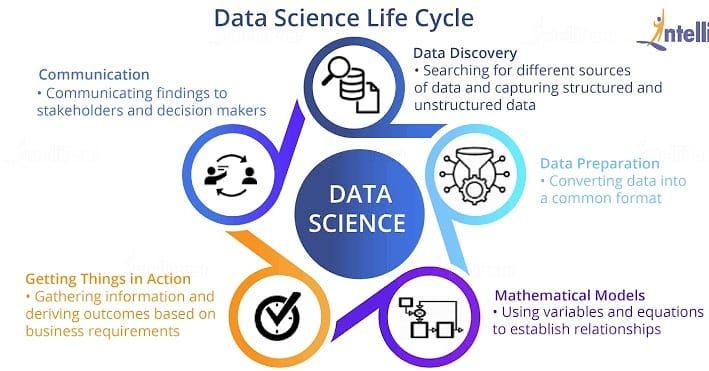 Data Science Life Cycle
Intelli
Data Discovery
• Searching for different sources
of data and capturing structured and
unstructured data
Communication
• Communicating findings to
stakeholders and decision makers
Data Preparation
• Converting data into
a common format
DATA
SCIENCE
Getting Things in Action
• Gathering information and
deriving outcomes based on
business requirements
Mathematical Models
• Using variables and equations
to establish relationships